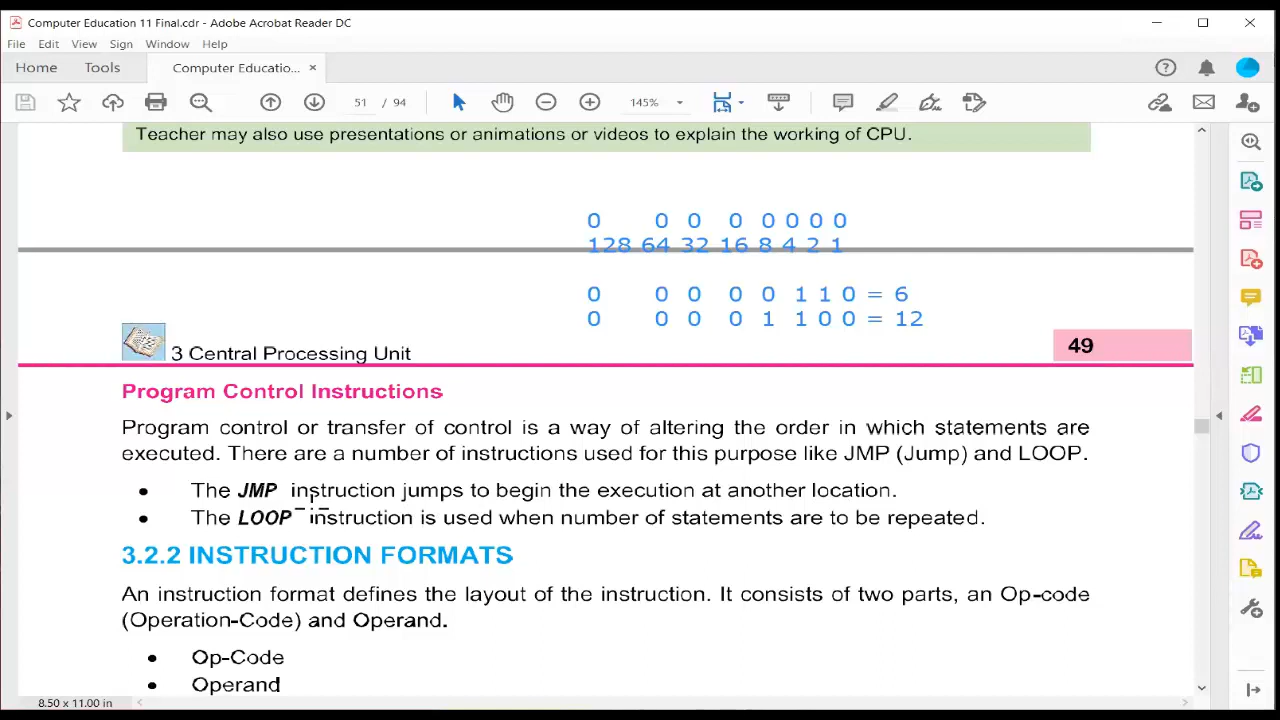 Computer Education 11 Final.cdr - Adobe Acrobat Reader DC
File Edit View Sign Window Help
Home Tools Computer Educatio... ×
51 / 94 145%
Teacher may also use presentations or animations or videos to explain the working of CPU.
0 0 0 0 0 0 0 0
128 64 32 16 8 4 2 1
0 0 0 0 0 1 1 0 = 6
0 0 0 0 1 1 0 0 = 12
3 Central Processing Unit 49
Program Control Instructions
Program control or transfer of control is a way of altering the order in which statements are
executed. There are a number of instructions used for this purpose like JMP (Jump) and LOOP.
• The JMP instruction jumps to begin the execution at another location.
• The LOOP instruction is used when number of statements are to be repeated.
3.2.2 INSTRUCTION FORMATS
An instruction format defines the layout of the instruction. It consists of two parts, an Op-code
(Operation-Code) and Operand.
• Op-Code
• Operand
8.50 x 11.00 in